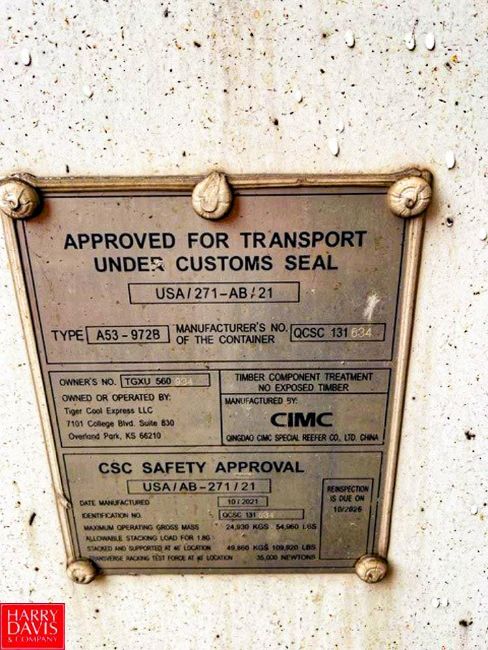 APPROVED FOR TRANSPORT
UNDER CUSTOMS SEAL
USA/271-AB/21
TYPE A53-972B MANUFACTURER'S NO. OF THE CONTAINER QCSC 131 634
OWNER'S NO. TGXU 560 934
OWNED OR OPERATED BY:
Tiger Cool Express LLC
7101 College Blvd. Suite 830
Overland Park, KS 66210
TIMBER COMPONENT TREATMENT
NO EXPOSED TIMBER
MANUFACTURED BY:
CIMC
QINGDAO CIMC SPECIAL REEFER CO., LTD. CHINA
CSC SAFETY APPROVAL
USA/AB-271/21
DATE MANUFACTURED 10/2021
IDENTIFICATION NO. QCSC 131 634
MAXIMUM OPERATING GROSS MASS 24,930 KGS 54,960 LBS
ALLOWABLE STACKING LOAD FOR 1.8G
STACKED AND SUPPORTED AT 40' LOCATION 49,860 KGS 109,920 LBS
TRANSVERSE RACKING TEST FORCE AT 40' LOCATION 35,000 NEWTONS
REINSPECTION
IS DUE ON
10/2026
HARRY
DAVIS
& COMPANY